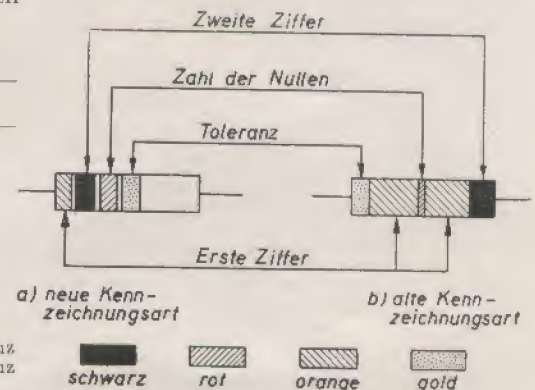 Zweite Ziffer
Zahl der Nullen
Toleranz
Erste Ziffer
a) neue Kenn-
zeichnungsart
b) alte Kenn-
zeichnungsart
schwarz
rot
orange
gold